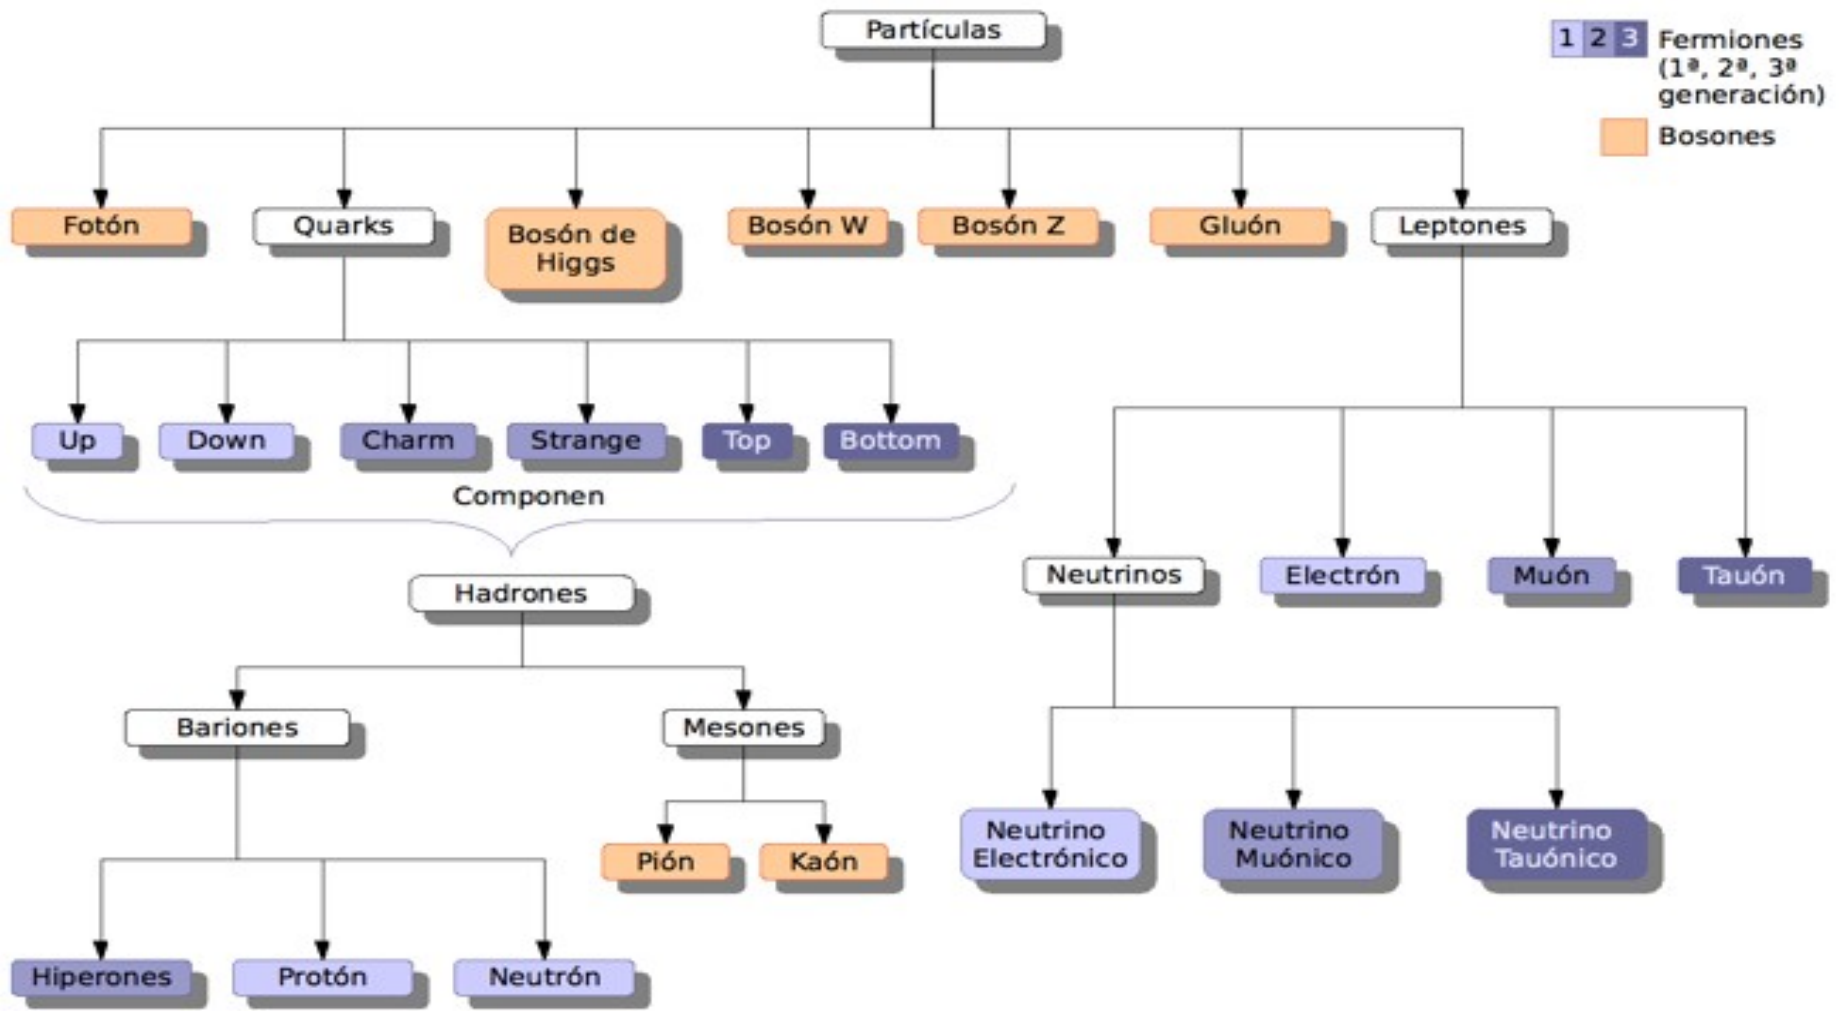 Partículas
1 2 3
Fermiones
(1ª, 2ª, 3ª
generación)
Bosones
Fotón
Quarks
Bosón de
Higgs
Bosón W
Bosón Z
Gluón
Leptones
Up
Down
Charm
Strange
Top
Bottom
Componen
Hadrones
Neutrinos
Electrón
Muón
Tauón
Bariones
Mesones
Pión
Kaón
Neutrino
Electrónico
Neutrino
Muónico
Neutrino
Tauónico
Hiperones
Protón
Neutrón